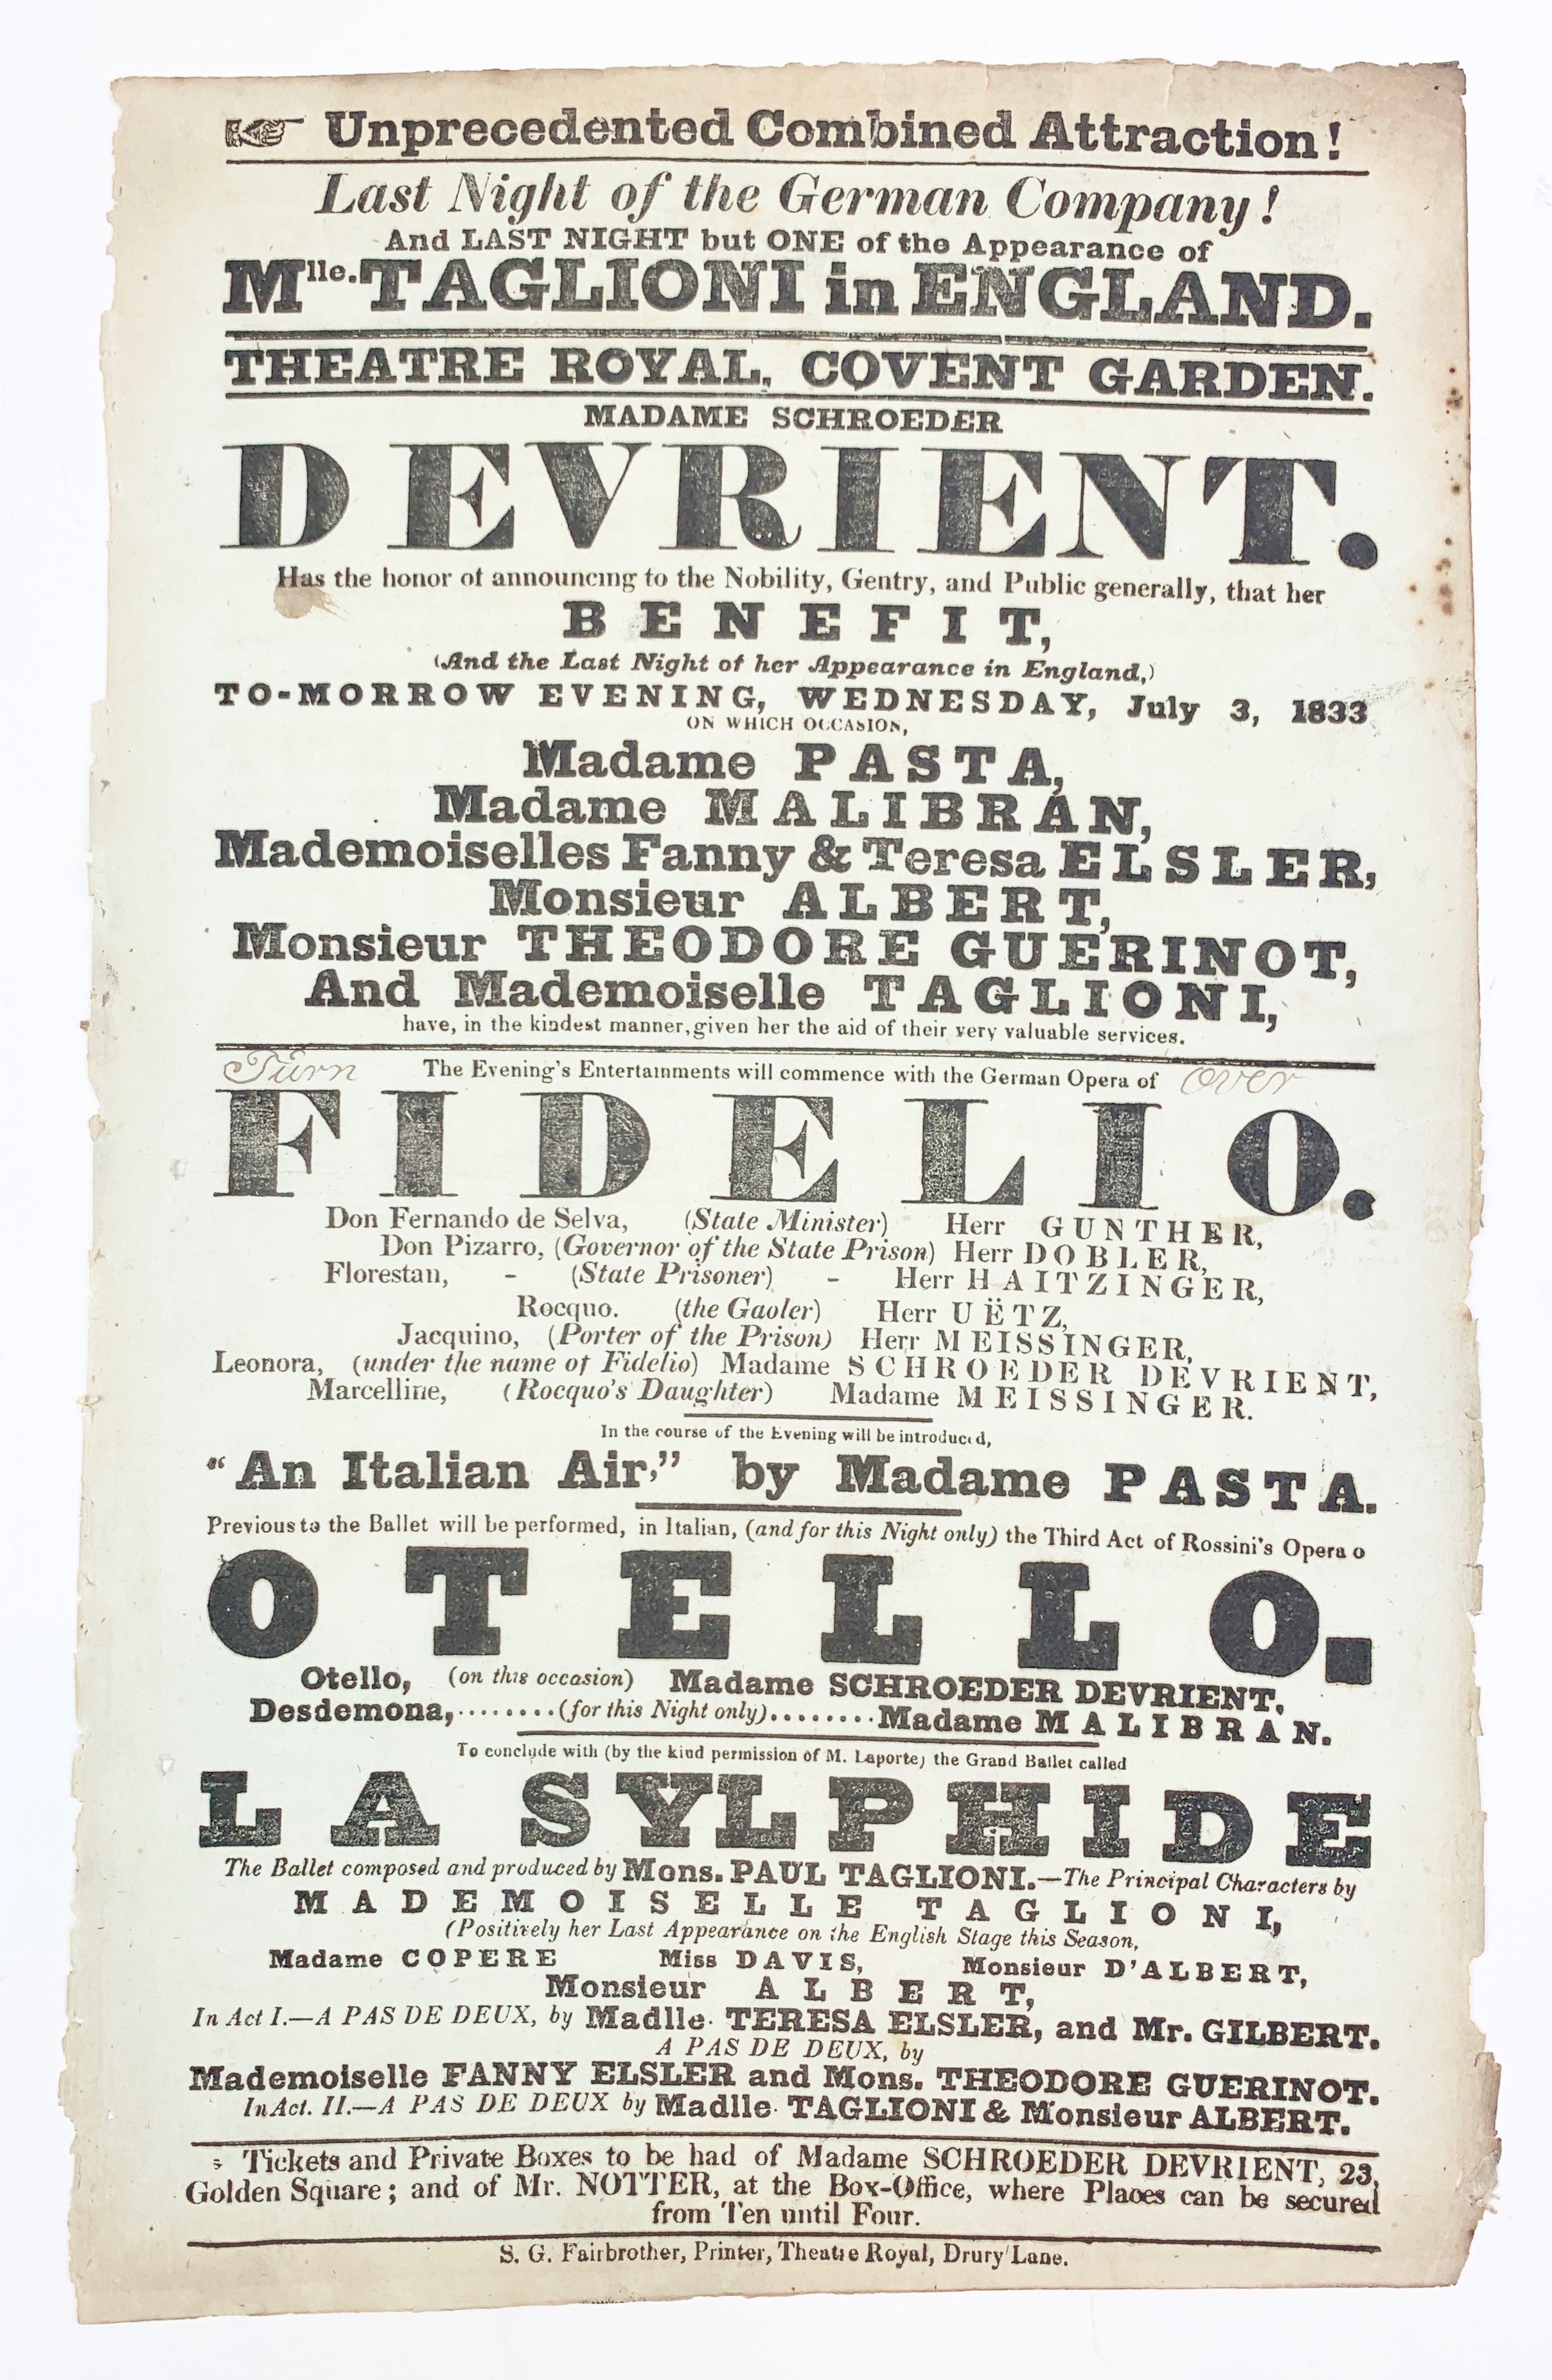 ☞ Unprecedented Combined Attraction!
Last Night of the German Company!
And LAST NIGHT but ONE of the Appearance of
Mlle. TAGLIONI in ENGLAND.
THEATRE ROYAL, COVENT GARDEN.
MADAME SCHROEDER
DEVRIENT.
Has the honor of announcing to the Nobility, Gentry, and Public generally, that her
BENEFIT,
(And the Last Night of her Appearance in England,)
TO-MORROW EVENING, WEDNESDAY, July 3, 1833
ON WHICH OCCASION,
Madame PASTA,
Madame MALIBRAN,
Mademoiselles Fanny & Teresa ELSLER,
Monsieur ALBERT,
Monsieur THEODORE GUERINOT,
And Mademoiselle TAGLIONI,
have, in the kindest manner, given her the aid of their very valuable services.
Turn The Evening's Entertainments will commence with the German Opera of over
FIDELIO.
Don Fernando de Selva, (State Minister) Herr GUNTHER,
Don Pizarro, (Governor of the State Prison) Herr DOBLER,
Florestan, - (State Prisoner) - Herr HAITZINGER,
Rocquo. (the Gaoler) Herr UËTZ,
Jacquino, (Porter of the Prison) Herr MEISSINGER,
Leonora, (under the name of Fidelio) Madame SCHROEDER DEVRIENT,
Marcelline, (Rocquo's Daughter) Madame MEISSINGER.
In the course of the Evening will be introduced,
"An Italian Air," by Madame PASTA.
Previous to the Ballet will be performed, in Italian, (and for this Night only) the Third Act of Rossini's Opera o
OTELLO.
Otello, (on this occasion) Madame SCHROEDER DEVRIENT,
Desdemona,........(for this Night only).........Madame MALIBRAN.
To conclude with (by the kind permission of M. Laporte) the Grand Ballet called
LA SYLPHIDE
The Ballet composed and produced by Mons. PAUL TAGLIONI.—The Principal Characters by
MADEMOISELLE TAGLIONI,
(Positively her Last Appearance on the English Stage this Season,
Madame COPERE Miss DAVIS, Monsieur D'ALBERT,
Monsieur ALBERT,
In Act I.—A PAS DE DEUX, by Madlle. TERESA ELSLER, and Mr. GILBERT.
A PAS DE DEUX, by
Mademoiselle FANNY ELSLER and Mons. THEODORE GUERINOT.
In Act. II.—A PAS DE DEUX by Madlle. TAGLIONI & Monsieur ALBERT.
Tickets and Private Boxes to be had of Madame SCHROEDER DEVRIENT, 23,
Golden Square; and of Mr. NOTTER, at the Box-Office, where Places can be secured
from Ten until Four.
S. G. Fairbrother, Printer, Theatre Royal, Drury Lane.